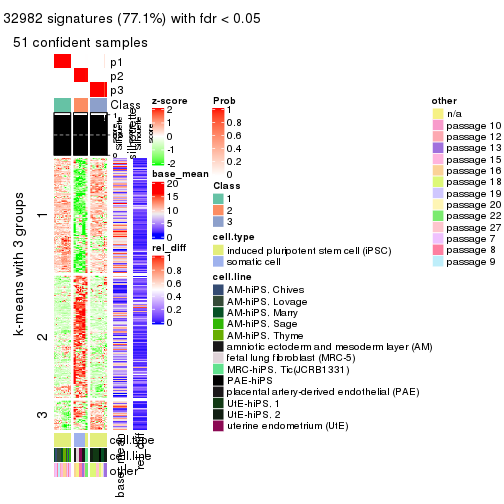 32982 signatures (77.1%) with fdr < 0.05
51 confident samples
p1
p2
p3
Class
1
0.5
0
silhouette
score
k-means with 3 groups
1
2
3
cell.type
cell.line
other
base_mean
rel_diff
z-score
2
1
0
-1
-2
base_mean
20
15
10
5
0
rel_diff
1
0.8
0.6
0.4
0.2
0
Prob
1
0.8
0.6
0.4
0.2
0
Class
1
2
3
cell.type
induced pluripotent stem cell (iPSC)
somatic cell
cell.line
AM-hiPS. Chives
AM-hiPS. Lovage
AM-hiPS. Marry
AM-hiPS. Sage
AM-hiPS. Thyme
amniotic ectoderm and mesoderm layer (AM)
fetal lung fibroblast (MRC-5)
MRC-hiPS. Tic(JCRB1331)
PAE-hiPS
placental artery-derived endothelial (PAE)
UtE-hiPS. 1
UtE-hiPS. 2
uterine endometrium (UtE)
other
n/a
passage 10
passage 12
passage 13
passage 15
passage 16
passage 18
passage 19
passage 20
passage 22
passage 27
passage 7
passage 8
passage 9